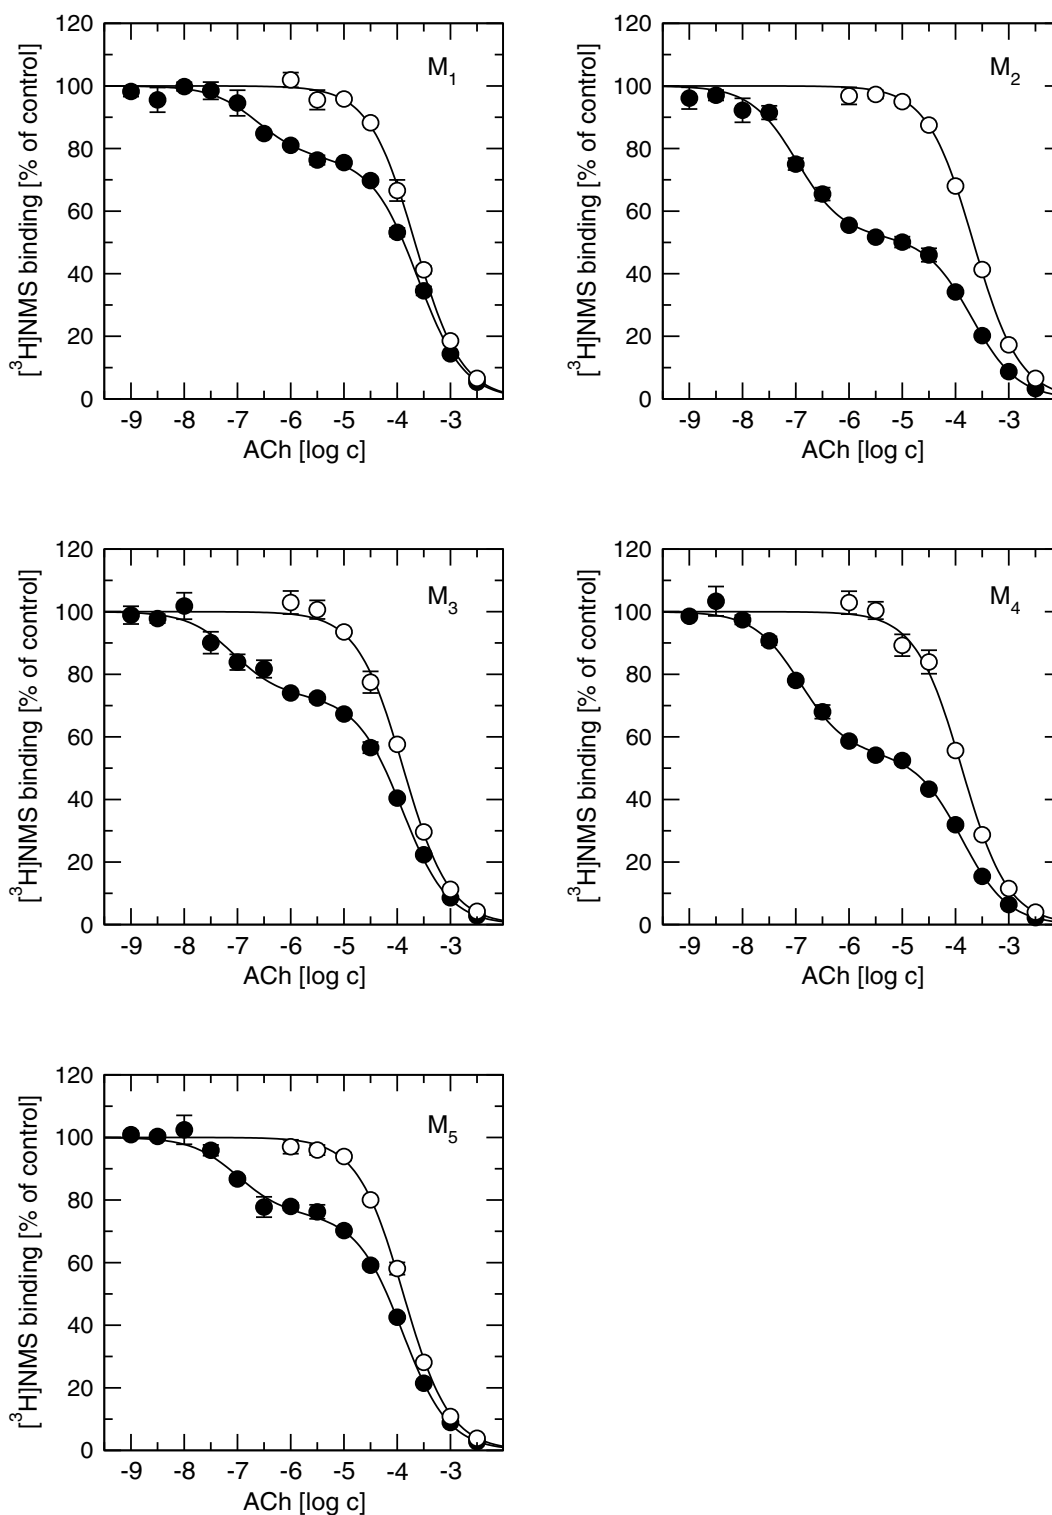 120
100
80
60
40
20
0
[³H]NMS binding [% of control]
M₁
-9 -8 -7 -6 -5 -4 -3
ACh [log c]
120
100
80
60
40
20
0
[³H]NMS binding [% of control]
M₂
-9 -8 -7 -6 -5 -4 -3
ACh [log c]
120
100
80
60
40
20
0
[³H]NMS binding [% of control]
M₃
-9 -8 -7 -6 -5 -4 -3
ACh [log c]
120
100
80
60
40
20
0
[³H]NMS binding [% of control]
M₄
-9 -8 -7 -6 -5 -4 -3
ACh [log c]
120
100
80
60
40
20
0
[³H]NMS binding [% of control]
M₅
-9 -8 -7 -6 -5 -4 -3
ACh [log c]